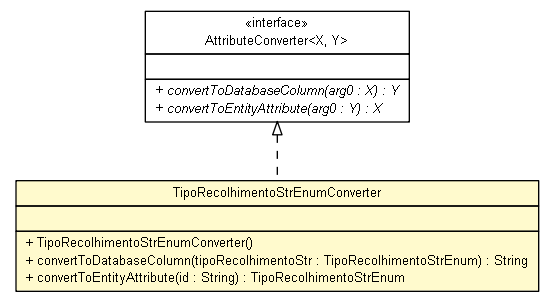 «interface»
AttributeConverter<X, Y>
+ convertToDatabaseColumn(arg0 : X) : Y
+ convertToEntityAttribute(arg0 : Y) : X
TipoRecolhimentoStrEnumConverter
+ TipoRecolhimentoStrEnumConverter()
+ convertToDatabaseColumn(tipoRecolhimentoStr : TipoRecolhimentoStrEnum) : String
+ convertToEntityAttribute(id : String) : TipoRecolhimentoStrEnum